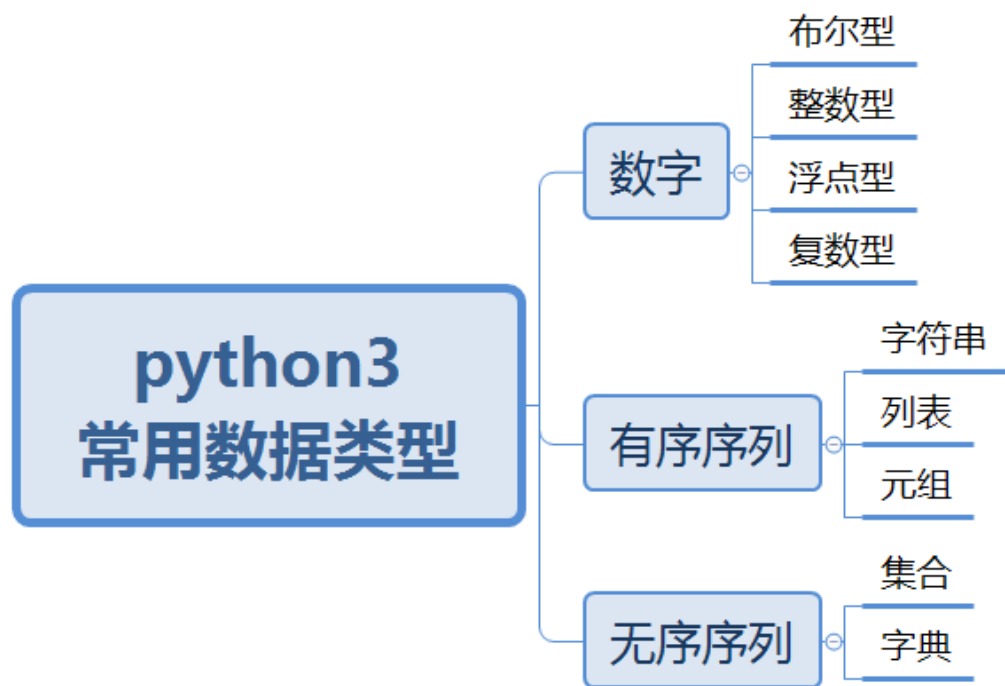 python3
常用数据类型
数字
布尔型
整数型
浮点型
复数型
有序序列
字符串
列表
元组
无序序列
集合
字典